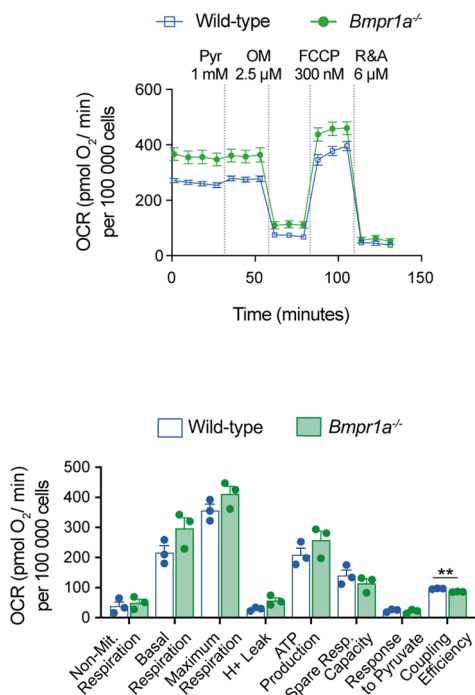 Wild-type Bmpr1a-/-
Pyr OM FCCP R&A
1 mM 2.5 μM 300 nM 6 μM
600
400
200
0
OCR (pmol O2/ min)
per 100 000 cells
0 50 100 150
Time (minutes)
Wild-type Bmpr1a-/-
500
400
300
200
100
0
OCR (pmol O2/ min)
per 100 000 cells
**
Non-Mit.
Respiration
Basal
Respiration
Maximum
Respiration
H+ Leak
ATP
Production
Spare Resp.
Capacity
Response
to Pyruvate
Coupling
Efficiency